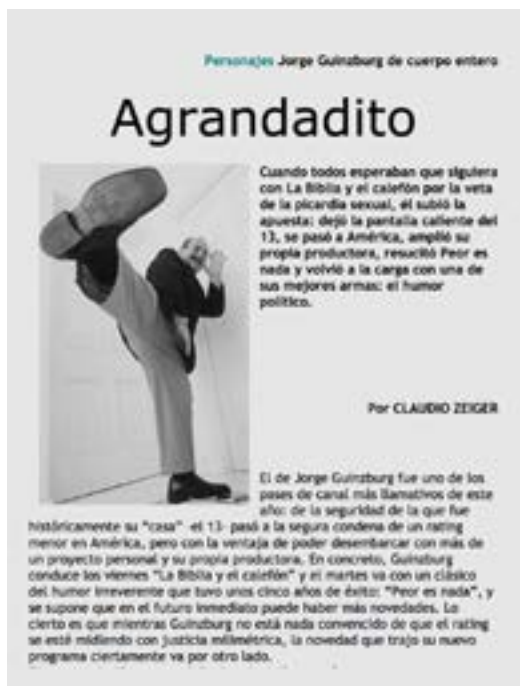 Personajes Jorge Guinzburg de cuerpo entero
Agrandadito
Cuando todos esperaban que siguiera
con La Biblia y el calefón por la veta
de la picardía sexual, él subió la
apuesta: dejó la pantalla caliente del
13, se pasó a América, amplió su
propia productora, resucitó Peor es
nada y volvió a la carga con una de
sus mejores armas: el humor
político.
Por CLAUDIO ZEIGER
El de Jorge Guinzburg fue uno de los
pases de canal más llamativos de este
año: de la seguridad de la que fue
históricamente su "casa" -el 13- pasó a la segura condena de un rating
menor en América, pero con la ventaja de poder desembarcar con más de
un proyecto personal y su propia productora. En concreto, Guinzburg
conduce los viernes "La Biblia y el calefón" y el martes va con un clásico
del humor irreverente que tuvo unos cinco años de éxito: "Peor es nada", y
se supone que en el futuro inmediato puede haber más novedades. Lo
cierto es que mientras Guinzburg no está nada convencido de que el rating
se esté midiendo con justicia milimétrica, la novedad que trajo su nuevo
programa ciertamente va por otro lado.